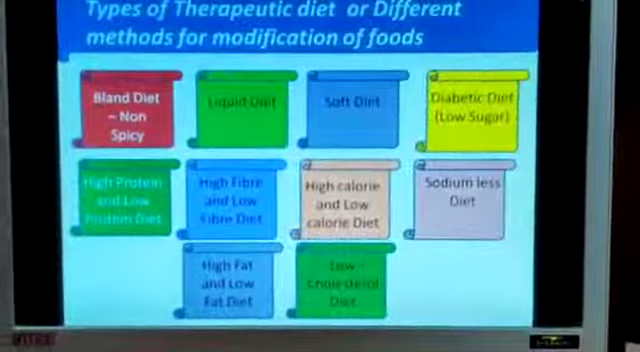 Types of Therapeutic diet or Different
methods for modification of foods
Bland Diet
– Non
Spicy
Liquid Diet
Soft Diet
Diabetic Diet
(Low Sugar)
High Protein
and Low
Protein Diet
High Fibre
and Low
Fibre Diet
High calorie
and Low
calorie Diet
Sodium less
Diet
High Fat
and Low
Fat Diet
Low
Cholesterol
Diet